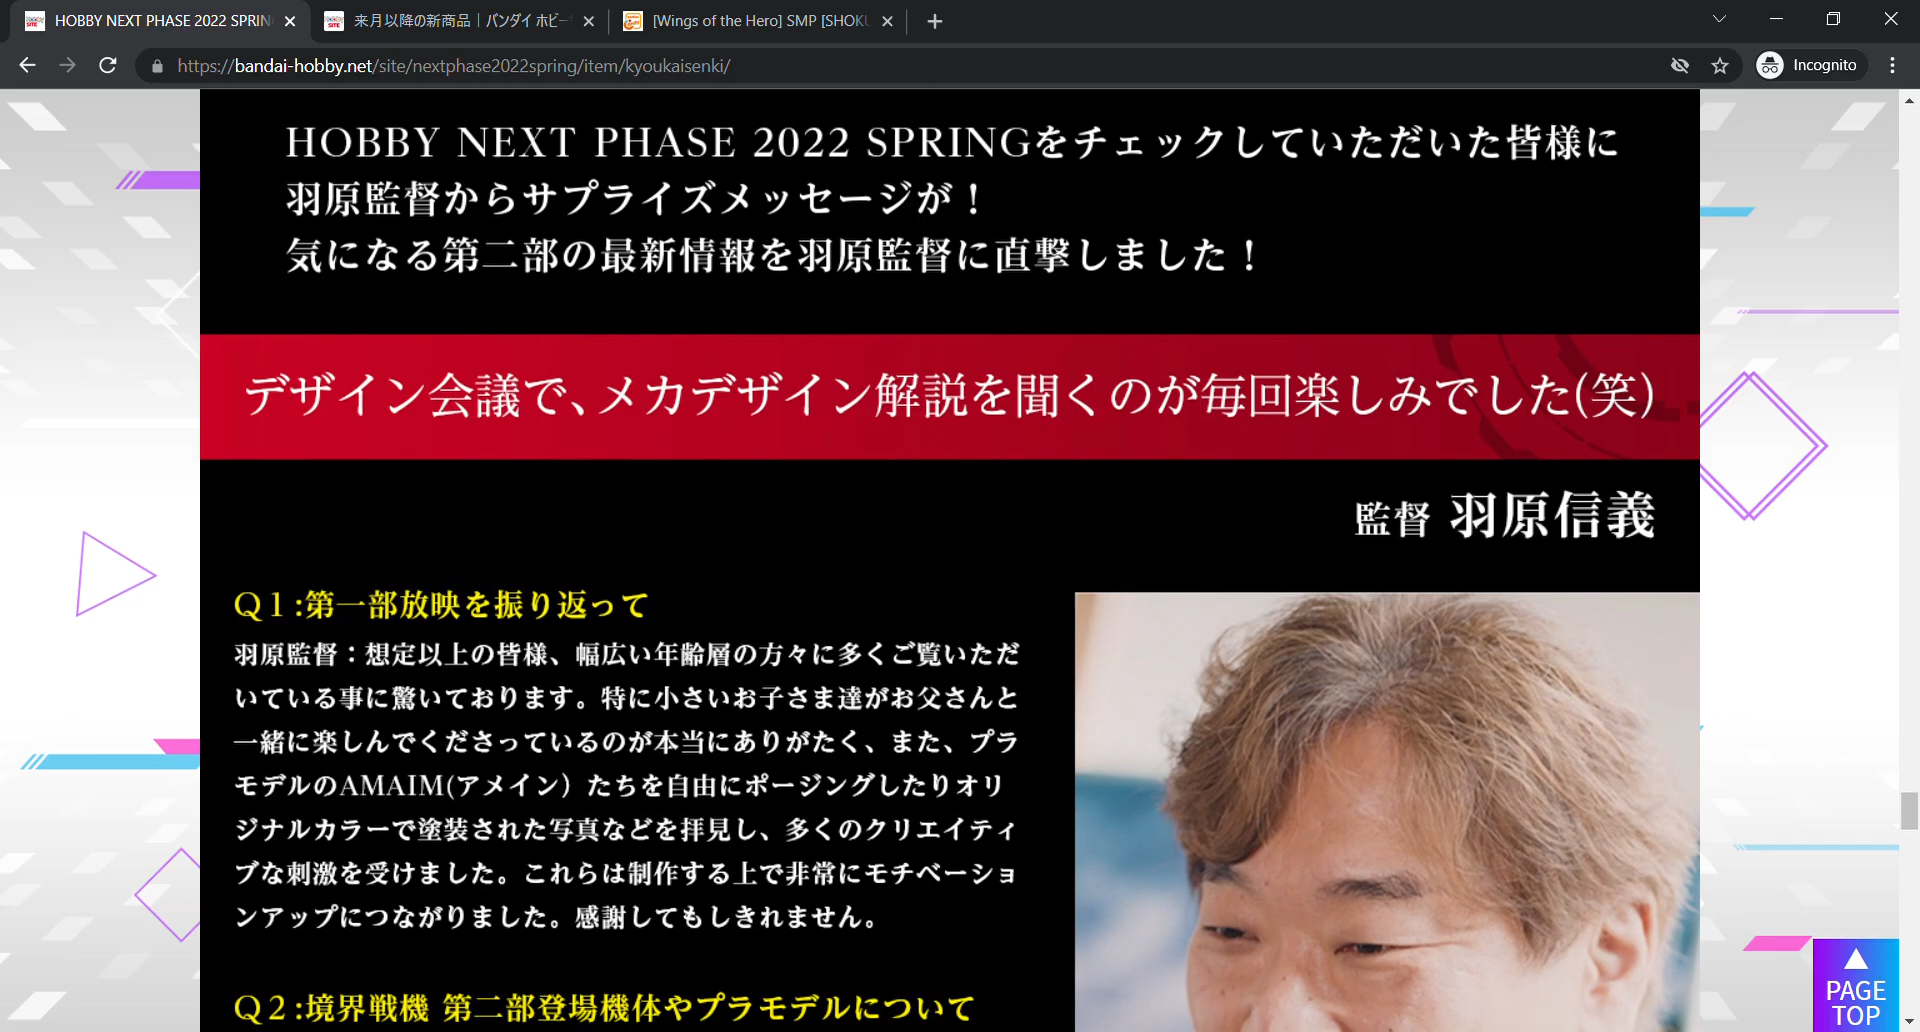 HOBBY NEXT PHASE 2022 SPRIN
来月以降の新商品｜バンダイ ホビー
[Wings of the Hero] SMP [SHOKU
https://bandai-hobby.net/site/nextphase2022spring/item/kyoukaisenki/
Incognito
HOBBY NEXT PHASE 2022 SPRINGをチェックしていただいた皆様に
羽原監督からサプライズメッセージが！
気になる第二部の最新情報を羽原監督に直撃しました！
デザイン会議で、メカデザイン解説を聞くのが毎回楽しみでした(笑)
監督 羽原信義
Q1:第一部放映を振り返って
羽原監督：想定以上の皆様、幅広い年齢層の方々に多くご覧いただ
いている事に驚いております。特に小さいお子さま達がお父さんと
一緒に楽しんでくださっているのが本当にありがたく、また、プラ
モデルのAMAIM(アメイン）たちを自由にポージングしたりオリ
ジナルカラーで塗装された写真などを拝見し、多くのクリエイティ
ブな刺激を受けました。これらは制作する上で非常にモチベーショ
ンアップにつながりました。感謝してもしきれません。
Q2:境界戦機 第二部登場機体やプラモデルについて
PAGE
TOP